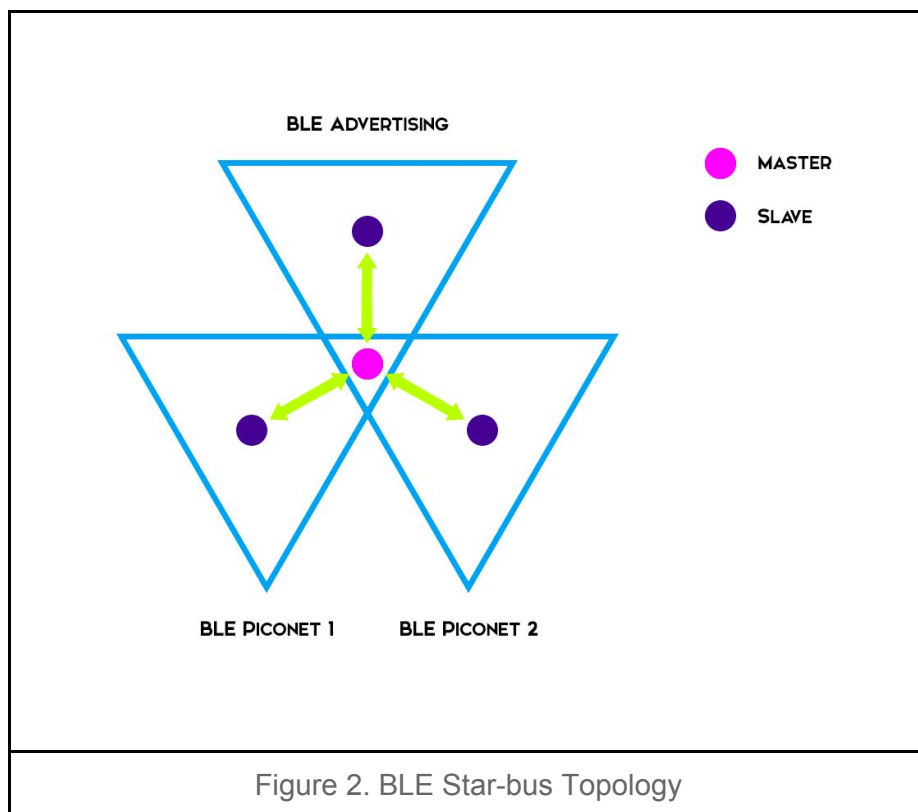 BLE ADVERTISING
MASTER
SLAVE
BLE PICONET 1
BLE PICONET 2
Figure 2. BLE Star-bus Topology